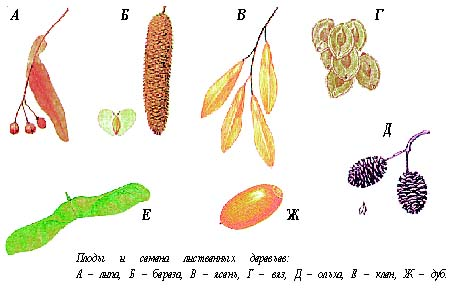 А Б В Г
Д
Е Ж
Плоды и семена лиственных деревьев:
А – липа, Б – береза, В – ясень, Г – вяз, Д – ольха, Е – клен, Ж – дуб.